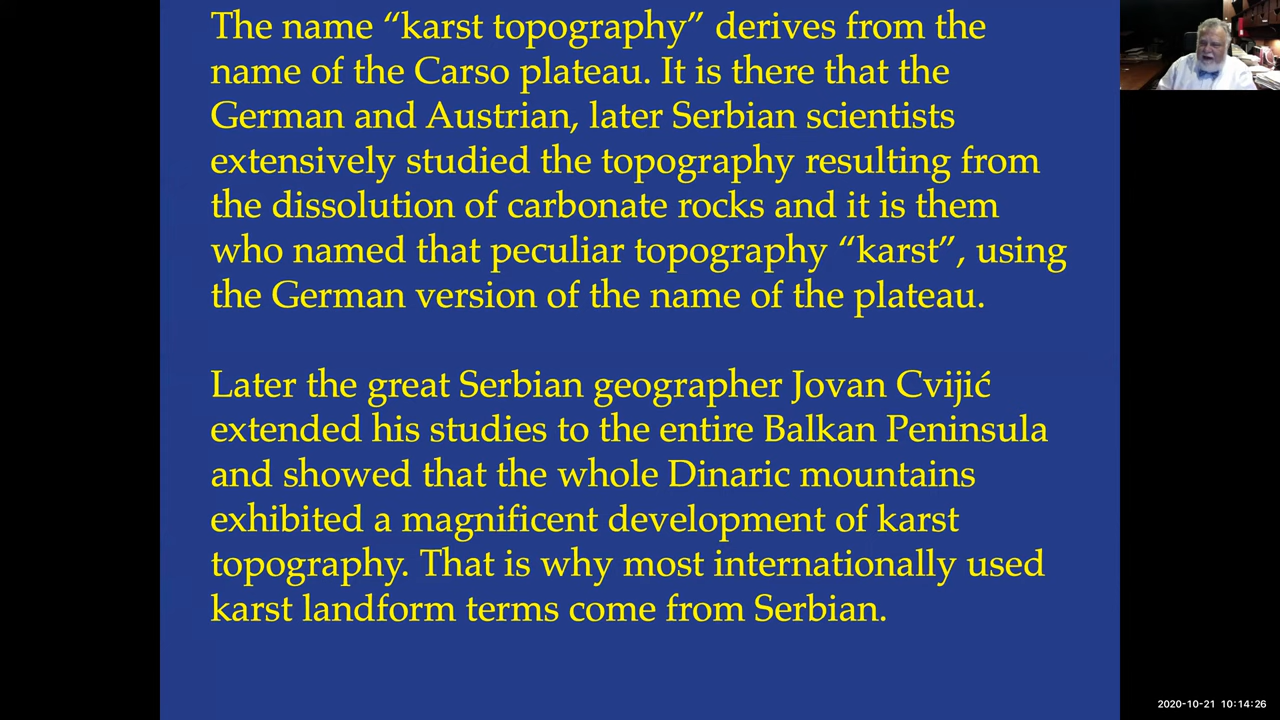 The name “karst topography” derives from the
name of the Carso plateau. It is there that the
German and Austrian, later Serbian scientists
extensively studied the topography resulting from
the dissolution of carbonate rocks and it is them
who named that peculiar topography “karst”, using
the German version of the name of the plateau.
Later the great Serbian geographer Jovan Cvijić
extended his studies to the entire Balkan Peninsula
and showed that the whole Dinaric mountains
exhibited a magnificent development of karst
topography. That is why most internationally used
karst landform terms come from Serbian.
2020-10-21 10:14:26